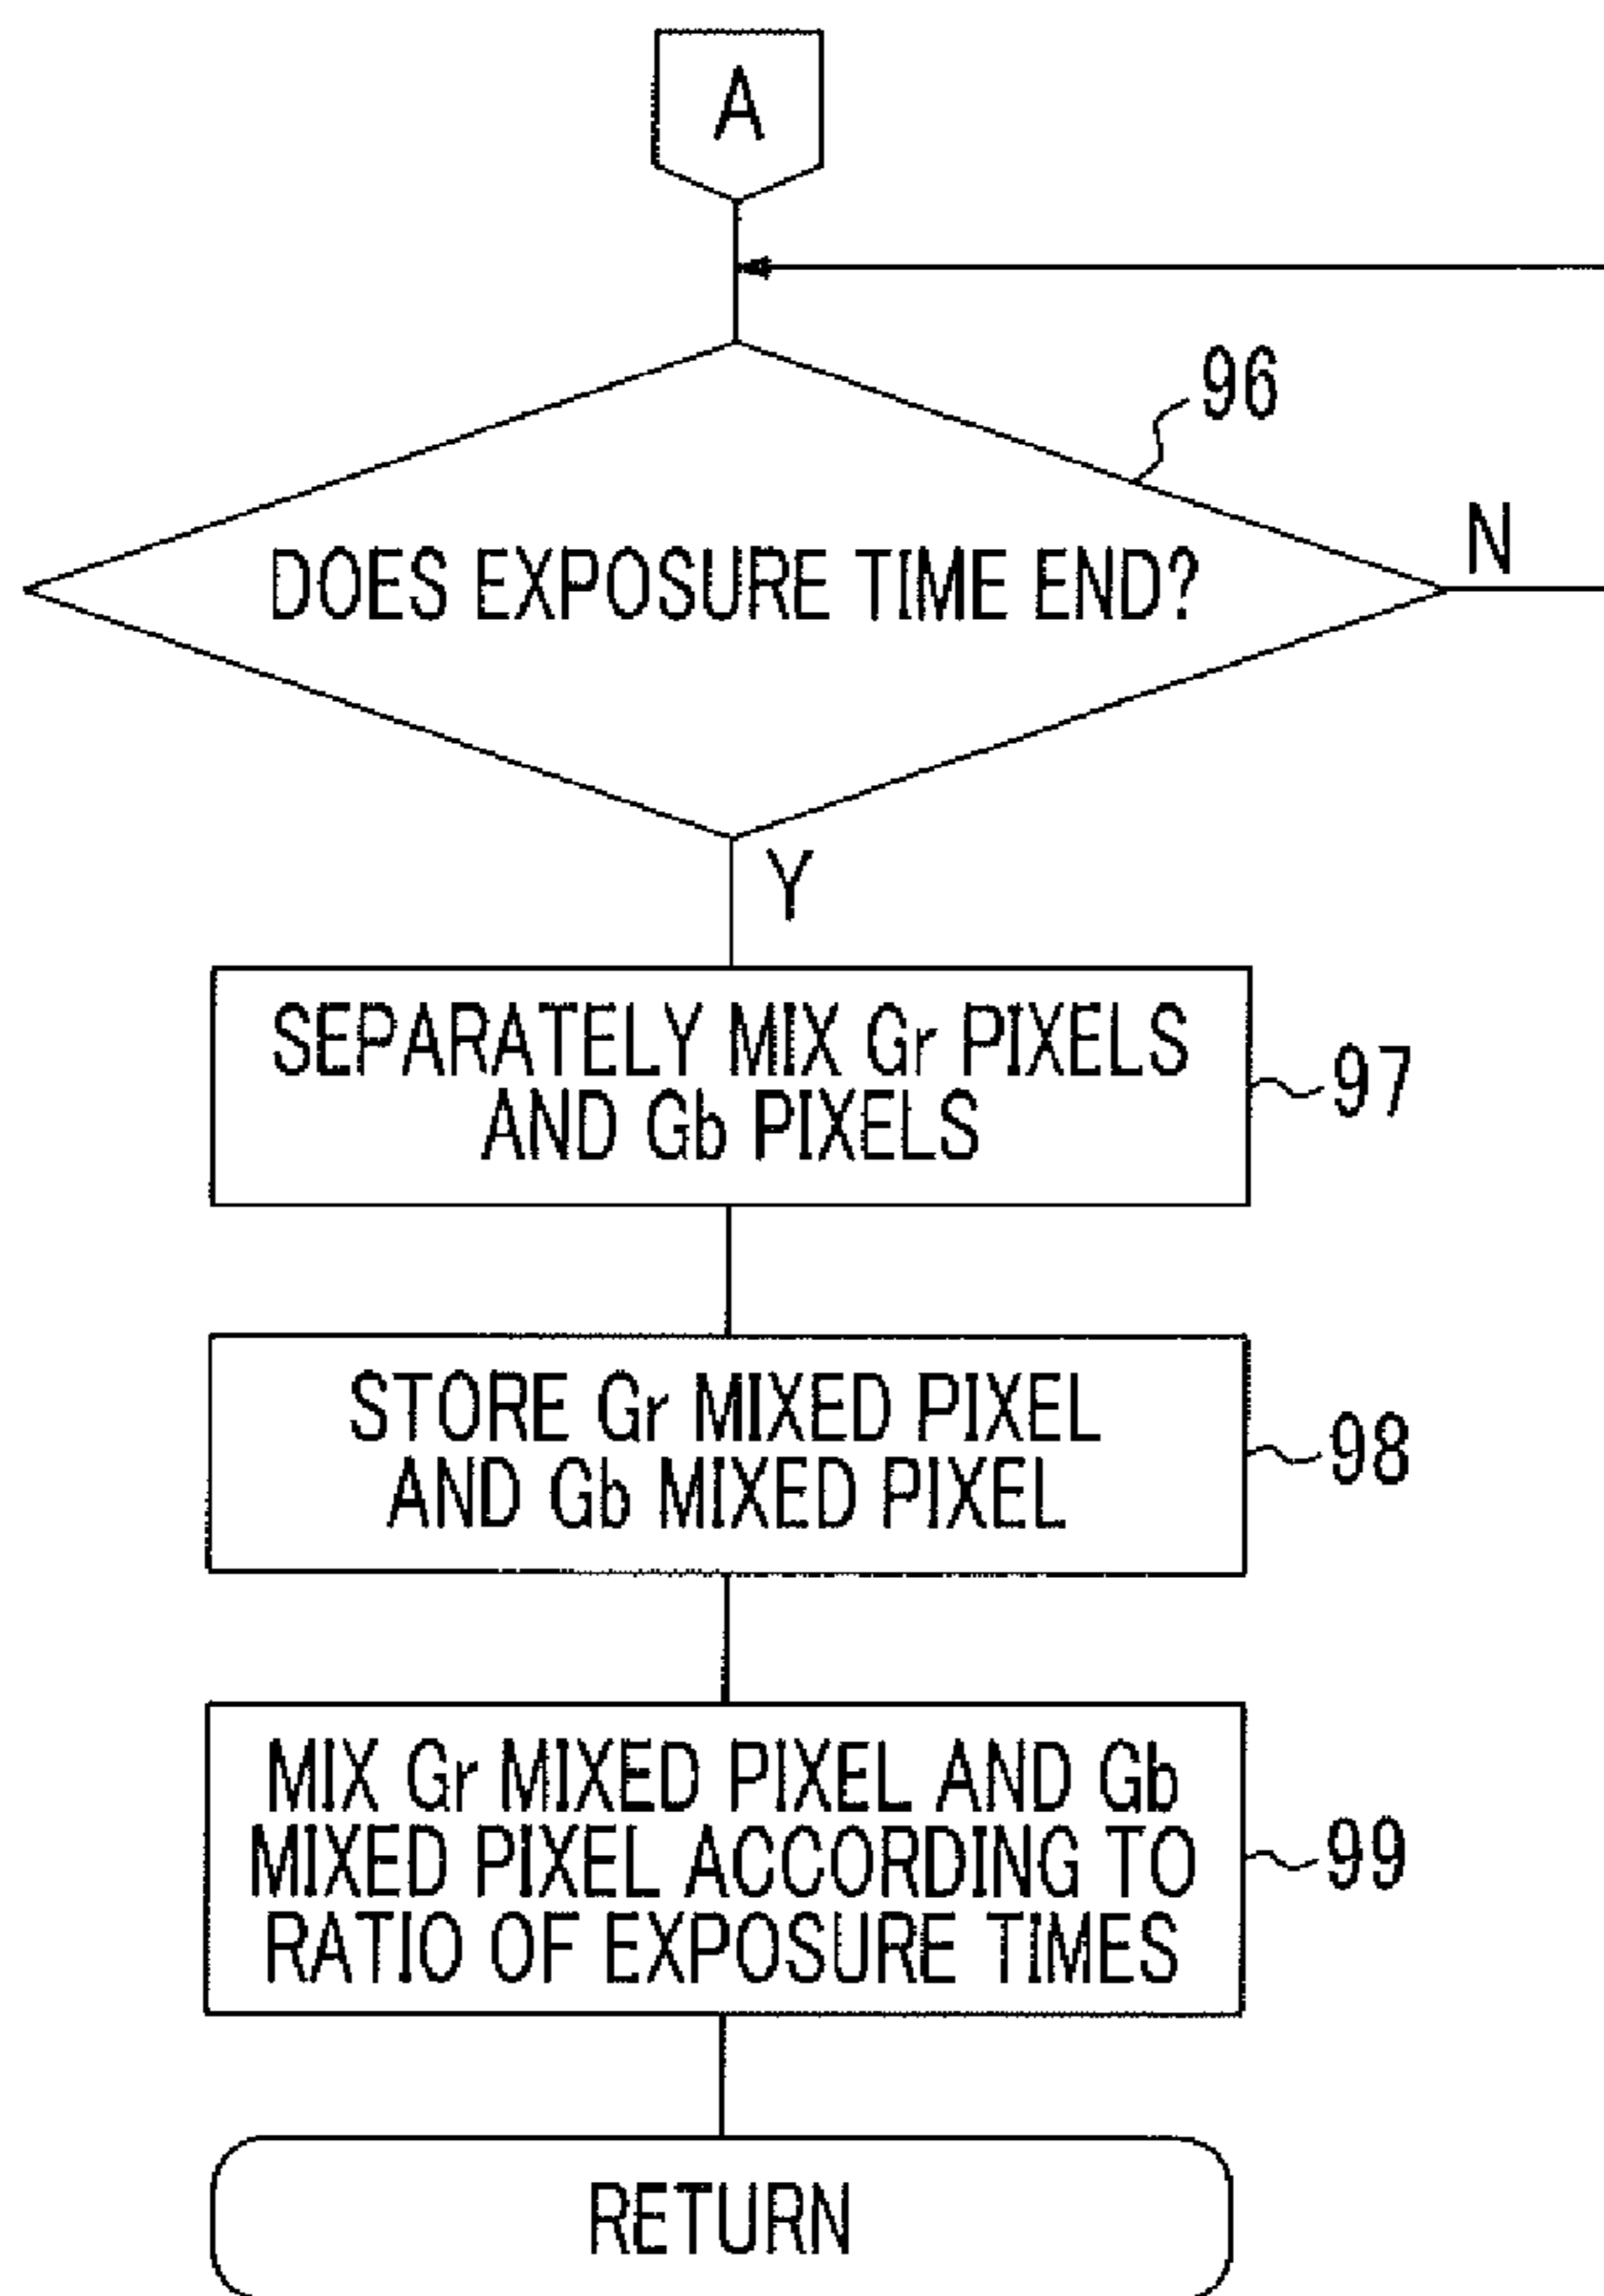 A
96
DOES EXPOSURE TIME END?
N
Y
SEPARATELY MIX Gr PIXELS
AND Gb PIXELS
97
STORE Gr MIXED PIXEL
AND Gb MIXED PIXEL
98
MIX Gr MIXED PIXEL AND Gb
MIXED PIXEL ACCORDING TO
RATIO OF EXPOSURE TIMES
99
RETURN